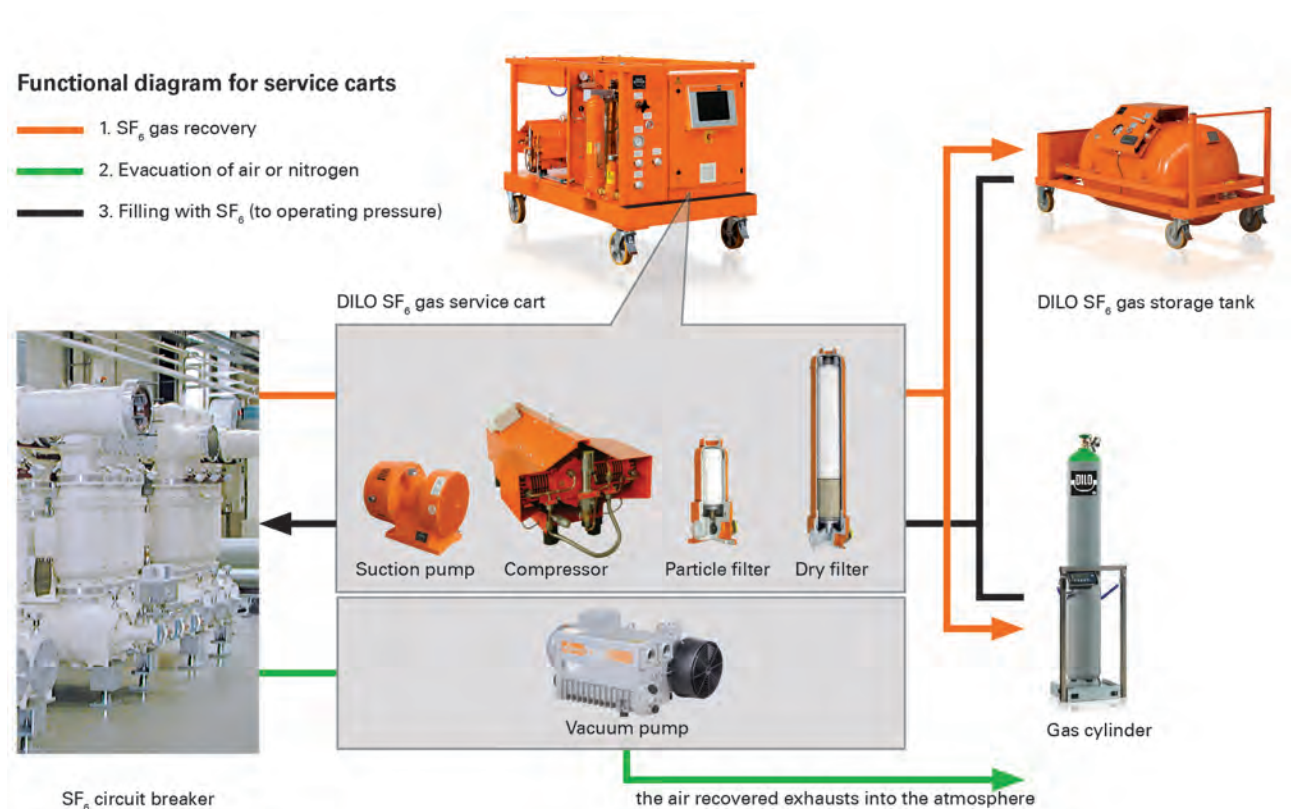 Functional diagram for service carts
1. SF₆ gas recovery
2. Evacuation of air or nitrogen
3. Filling with SF₆ (to operating pressure)
DILO SF₆ gas service cart
DILO SF₆ gas storage tank
Suction pump
Compressor
Particle filter
Dry filter
DILO
Vacuum pump
Gas cylinder
SF₆ circuit breaker
the air recovered exhausts into the atmosphere